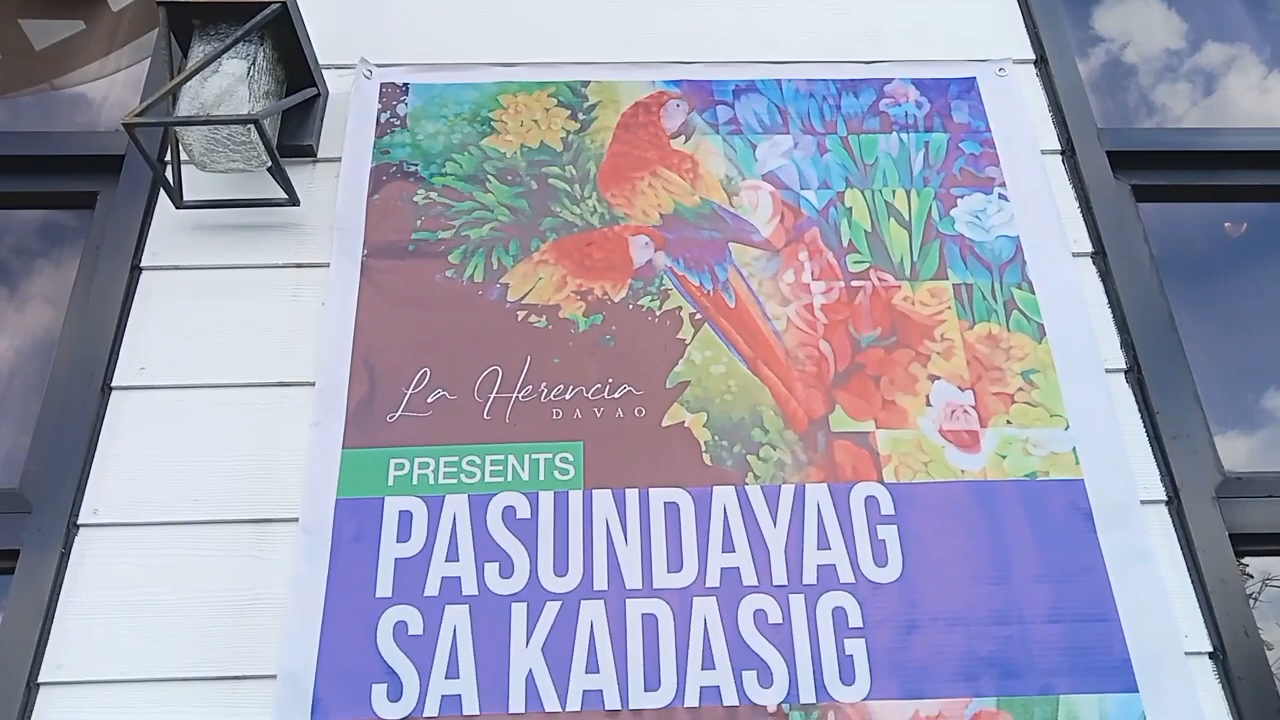 La Herencia
DAVAO
PRESENTS
PASUNDAYAG
SA KADASIG